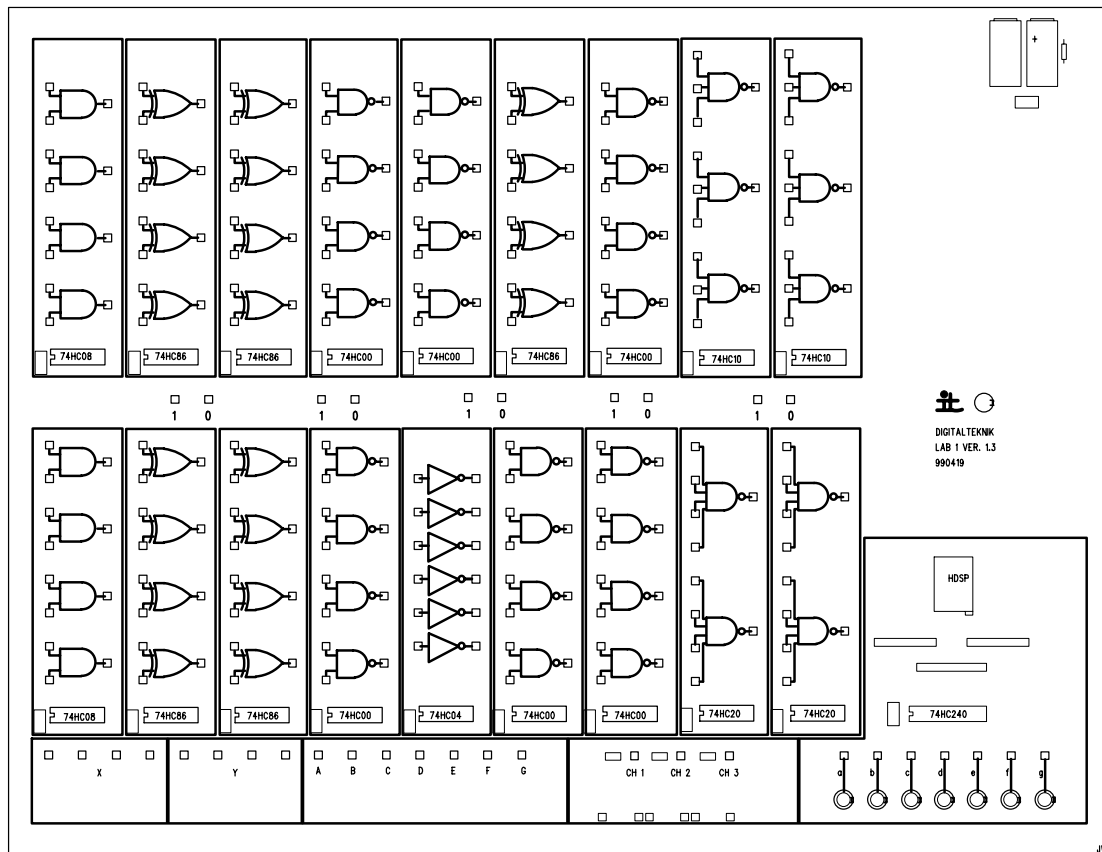 +
74HC08 74HC86 74HC86 74HC00 74HC00 74HC86 74HC00 74HC10 74HC10
1 0 1 0 1 0 1 0 1 0
DIGITALTEKNIK
LAB 1 VER. 1.3
990419
HDSP
74HC08 74HC86 74HC86 74HC00 74HC04 74HC00 74HC00 74HC20 74HC20 74HC240
X Y A B C D E F G CH 1 CH 2 CH 3 a b c d e f g